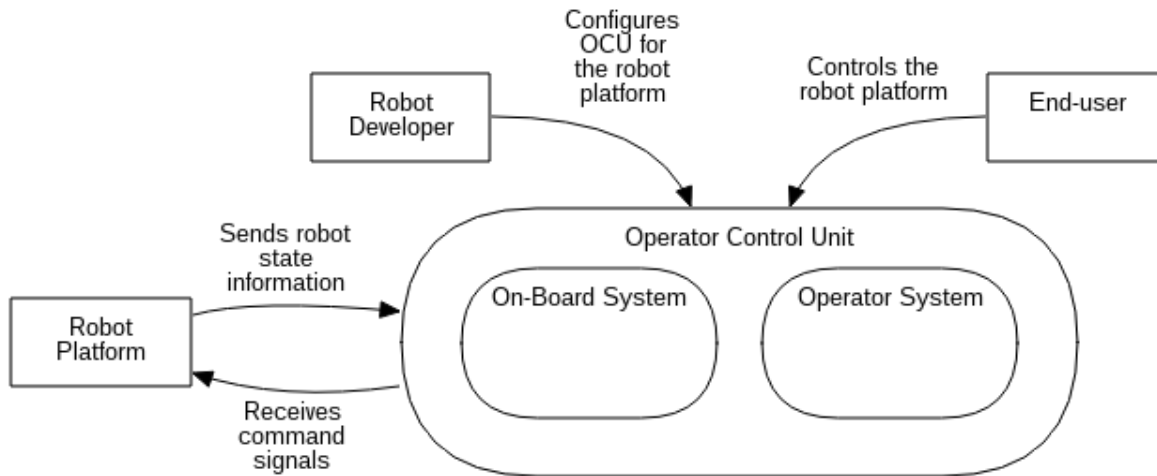 Configures
OCU for
the robot
platform
Controls the
robot platform
Robot
Developer
End-user
Operator Control Unit
Sends robot
state
information
On-Board System
Operator System
Robot
Platform
Receives
command
signals